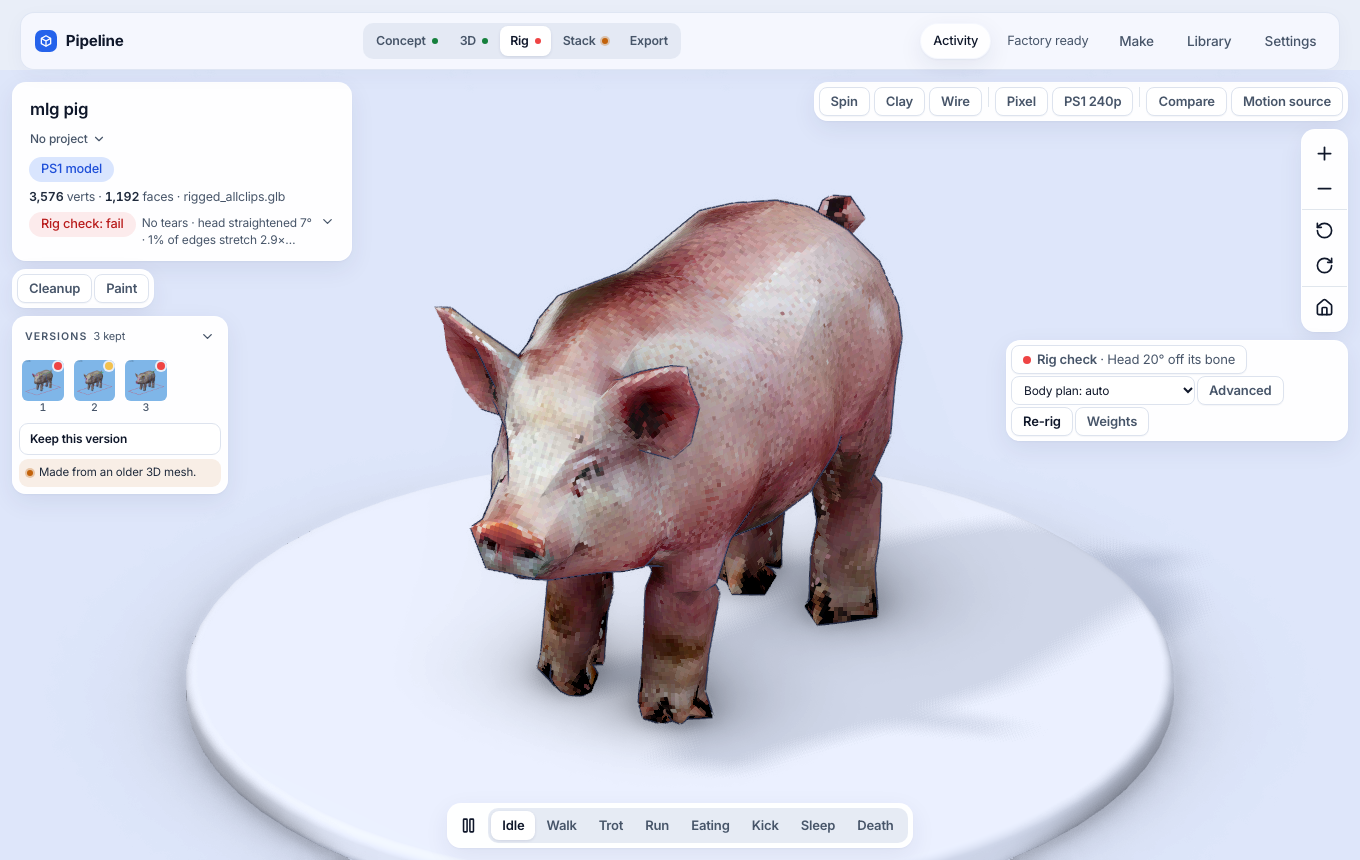 Pipeline
Concept 3D Rig Stack Export
Activity Factory ready Make Library Settings
mlg pig
No project
PS1 model
3,576 verts · 1,192 faces · rigged_allclips.glb
Rig check: fail No tears · head straightened 7°
· 1% of edges stretch 2.9×...
Spin Clay Wire Pixel PS1 240p Compare Motion source
Cleanup Paint
VERSIONS 3 kept
1 2 3
Keep this version
Made from an older 3D mesh.
Rig check · Head 20° off its bone
Body plan: auto Advanced
Re-rig Weights
Idle Walk Trot Run Eating Kick Sleep Death